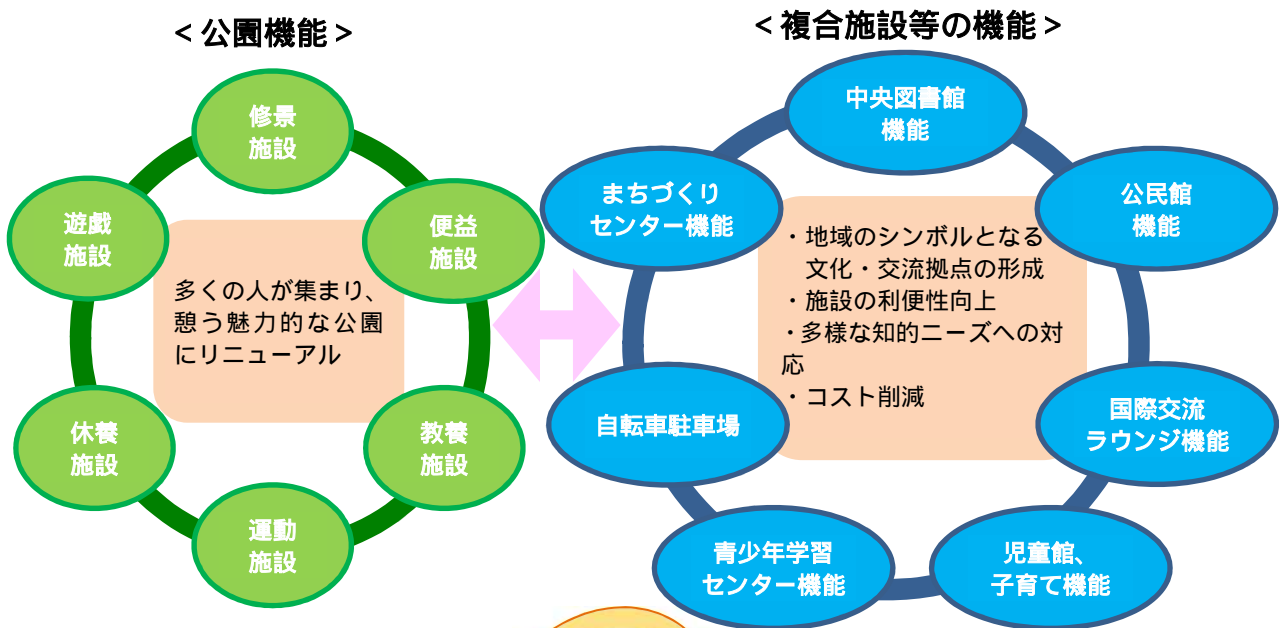 ＜公園機能＞
修景
施設
便益
施設
教養
施設
運動
施設
休養
施設
遊戯
施設
多くの人が集まり、
憩う魅力的な公園
にリニューアル
＜複合施設等の機能＞
中央図書館
機能
公民館
機能
国際交流
ラウンジ機能
児童館、
子育て機能
青少年学習
センター機能
自転車駐車場
まちづくり
センター機能
・地域のシンボルとなる
文化・交流拠点の形成
・施設の利便性向上
・多様な知的ニーズへの対
応
・コスト削減